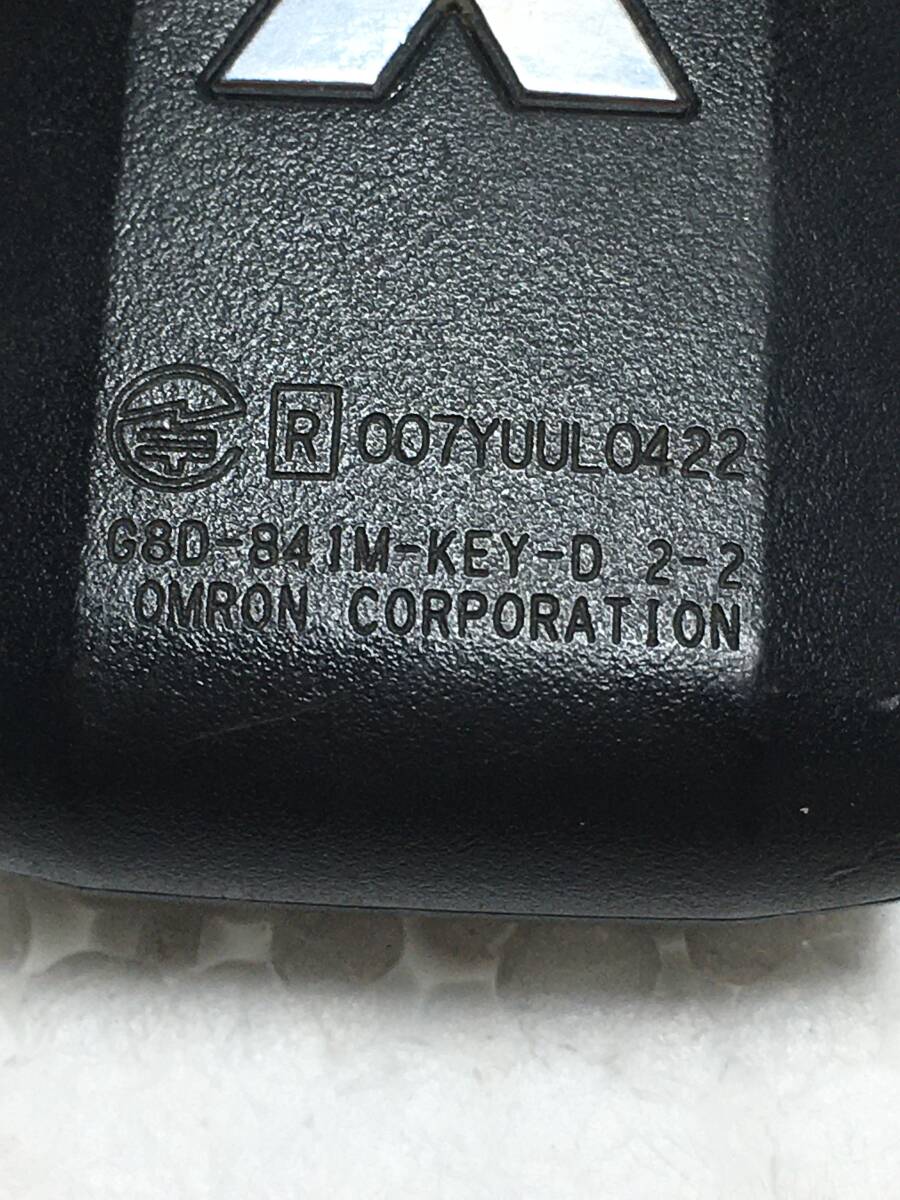 R 007YUUL0422
G8D-841M-KEY-D 2-2
OMRON CORPORATION